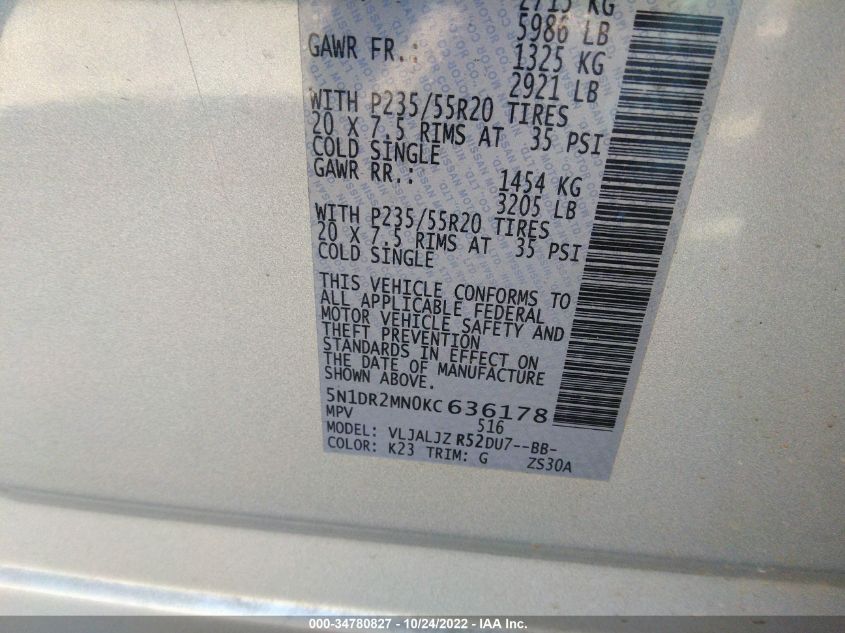 2715 KG
5986 LB
GAWR FR.: 1325 KG
2921 LB
WITH P235/55R20 TIRES
20 X 7.5 RIMS AT 35 PSI
COLD SINGLE
GAWR RR.: 1454 KG
3205 LB
WITH P235/55R20 TIRES
20 X 7.5 RIMS AT 35 PSI
COLD SINGLE
THIS VEHICLE CONFORMS TO
ALL APPLICABLE FEDERAL
MOTOR VEHICLE SAFETY AND
THEFT PREVENTION
STANDARDS IN EFFECT ON
THE DATE OF MANUFACTURE
SHOWN ABOVE.
5N1DR2MN0KC636178
MPV 516
MODEL: VLJALJZ R52DU7--BB-
COLOR: K23 TRIM: G ZS30A
000-34780827 - 10/24/2022 - IAA Inc.